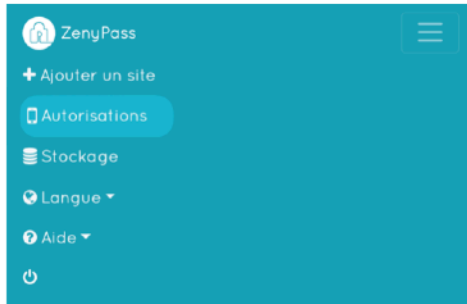 ZenyPass
Ajouter un site
Autorisations
Stockage
Langue
Aide